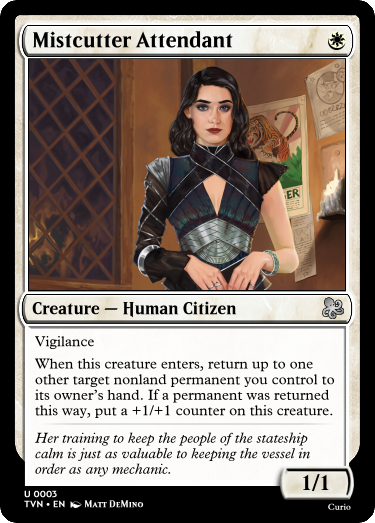 Mistcutter Attendant
Creature — Human Citizen
Vigilance
When this creature enters, return up to one
other target nonland permanent you control to
its owner's hand. If a permanent was returned
this way, put a +1/+1 counter on this creature.
Her training to keep the people of the stateship
calm is just as valuable to keeping the vessel in
order as any mechanic.
1/1
U 0003
TVN • EN Matt DeMino
Curio